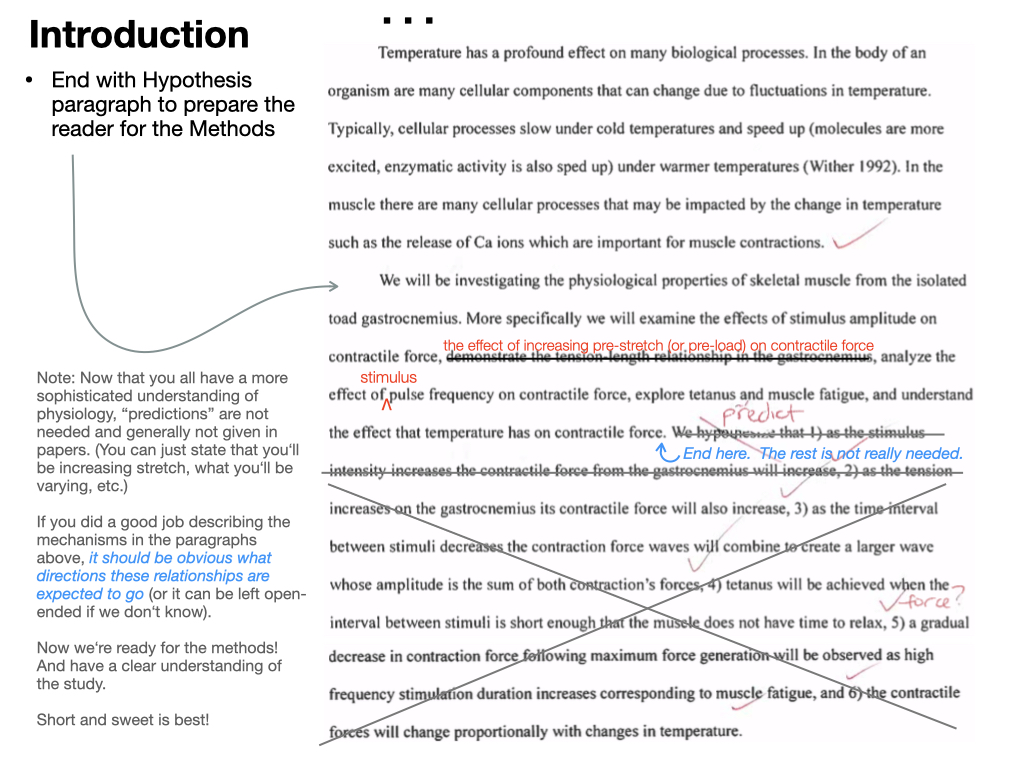 Introduction
• End with Hypothesis
paragraph to prepare the
reader for the Methods
Note: Now that you all have a more
sophisticated understanding of
physiology, “predictions” are not
needed and generally not given in
papers. (You can just state that you‘ll
be increasing stretch, what you‘ll be
varying, etc.)
If you did a good job describing the
mechanisms in the paragraphs
above, it should be obvious what
directions these relationships are
expected to go (or it can be left open-
ended if we don‘t know).
Now we‘re ready for the methods!
And have a clear understanding of
the study.
Short and sweet is best!
...
Temperature has a profound effect on many biological processes. In the body of an
organism are many cellular components that can change due to fluctuations in temperature.
Typically, cellular processes slow under cold temperatures and speed up (molecules are more
excited, enzymatic activity is also sped up) under warmer temperatures (Wither 1992). In the
muscle there are many cellular processes that may be impacted by the change in temperature
such as the release of Ca ions which are important for muscle contractions.
We will be investigating the physiological properties of skeletal muscle from the isolated
toad gastrocnemius. More specifically we will examine the effects of stimulus amplitude on
the effect of increasing pre-stretch (or pre-load) on contractile force
contractile force, demonstrate the tension-length relationship in the gastrocnemius, analyze the
stimulus
effect of pulse frequency on contractile force, explore tetanus and muscle fatigue, and understand
predict
the effect that temperature has on contractile force. We hypothesize that 1) as the stimulus
End here. The rest is not really needed.
intensity increases the contractile force from the gastrocnemius will increase, 2) as the tension
increases on the gastrocnemius its contractile force will also increase, 3) as the time interval
between stimuli decreases the contraction force waves will combine to create a larger wave
whose amplitude is the sum of both contraction's forces, 4) tetanus will be achieved when the
force?
interval between stimuli is short enough that the muscle does not have time to relax, 5) a gradual
decrease in contraction force following maximum force generation will be observed as high
frequency stimulation duration increases corresponding to muscle fatigue, and 6) the contractile
forces will change proportionally with changes in temperature.